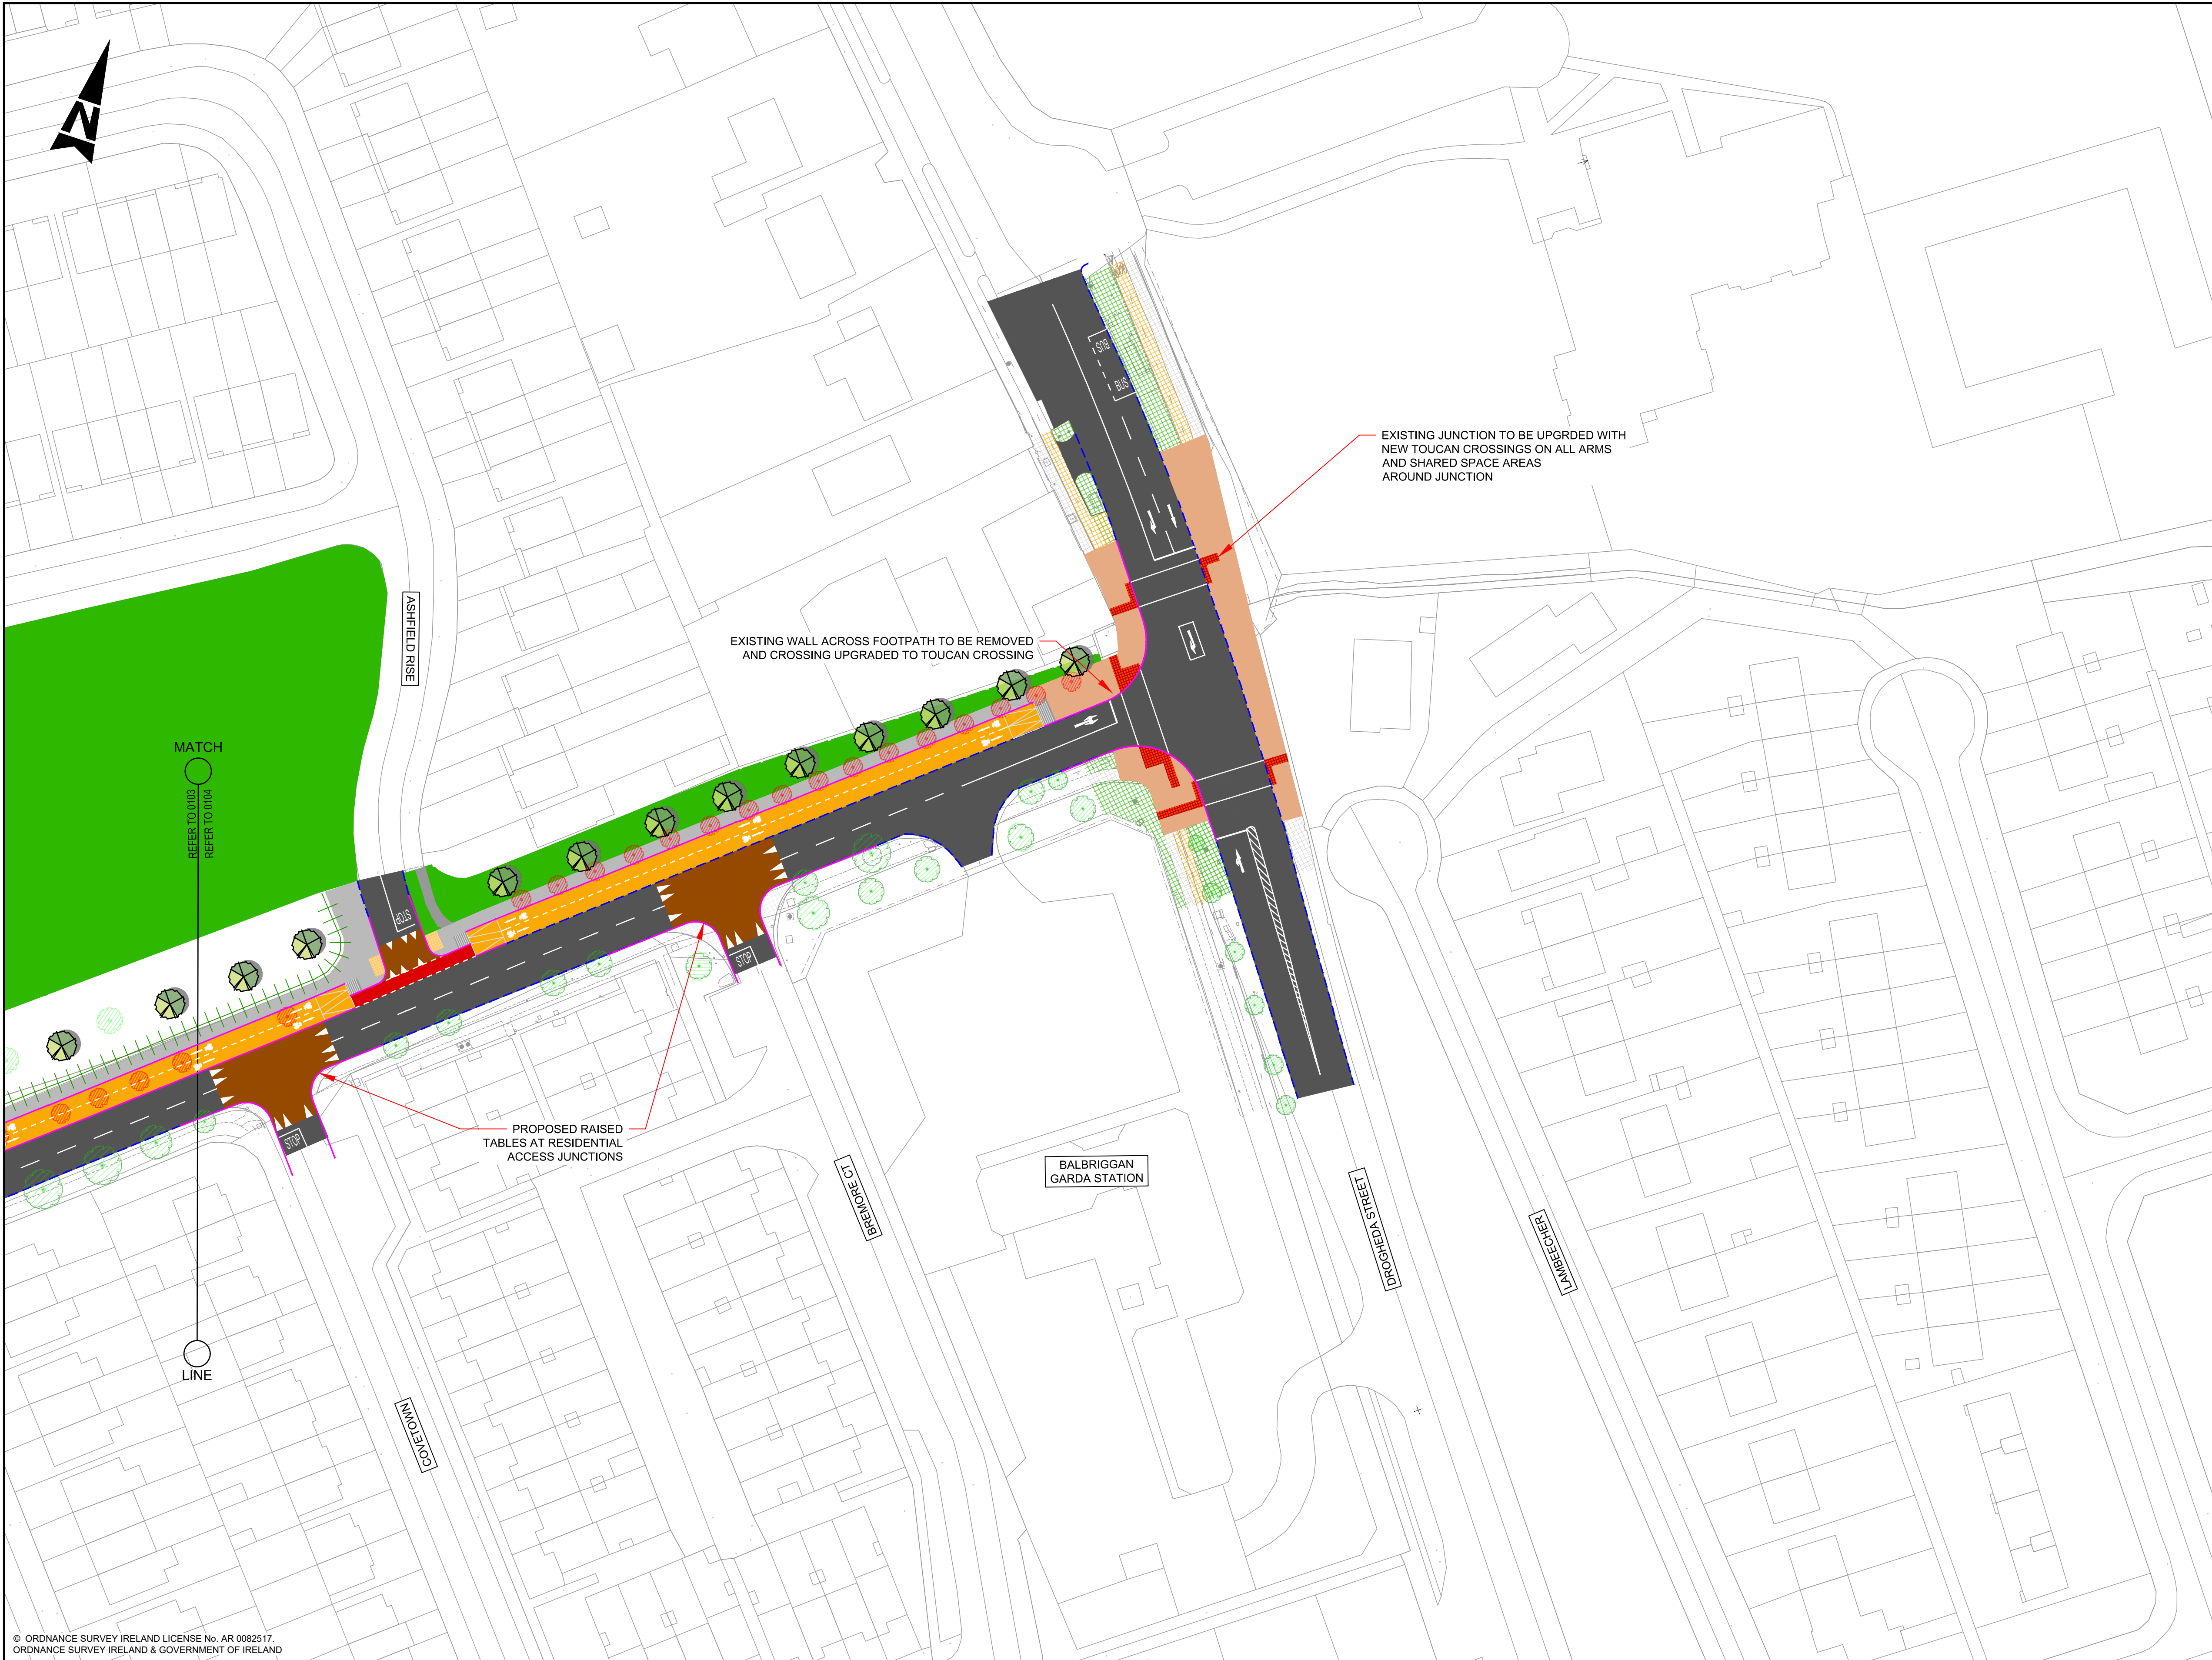 N
BUS
BUS
EXISTING JUNCTION TO BE UPGRDED WITH
NEW TOUCAN CROSSINGS ON ALL ARMS
AND SHARED SPACE AREAS
AROUND JUNCTION
ASHFIELD RISE
EXISTING WALL ACROSS FOOTPATH TO BE REMOVED
AND CROSSING UPGRADED TO TOUCAN CROSSING
MATCH
REFER TO 0103
REFER TO 0104
STOP
STOP
STOP
PROPOSED RAISED
TABLES AT RESIDENTIAL
ACCESS JUNCTIONS
BALBRIGGAN
GARDA STATION
BREMORE CT
DROGHEDA STREET
LAMBEECHER
LINE
COVETOWN
© ORDNANCE SURVEY IRELAND LICENSE No. AR 0082517.
ORDNANCE SURVEY IRELAND & GOVERNMENT OF IRELAND